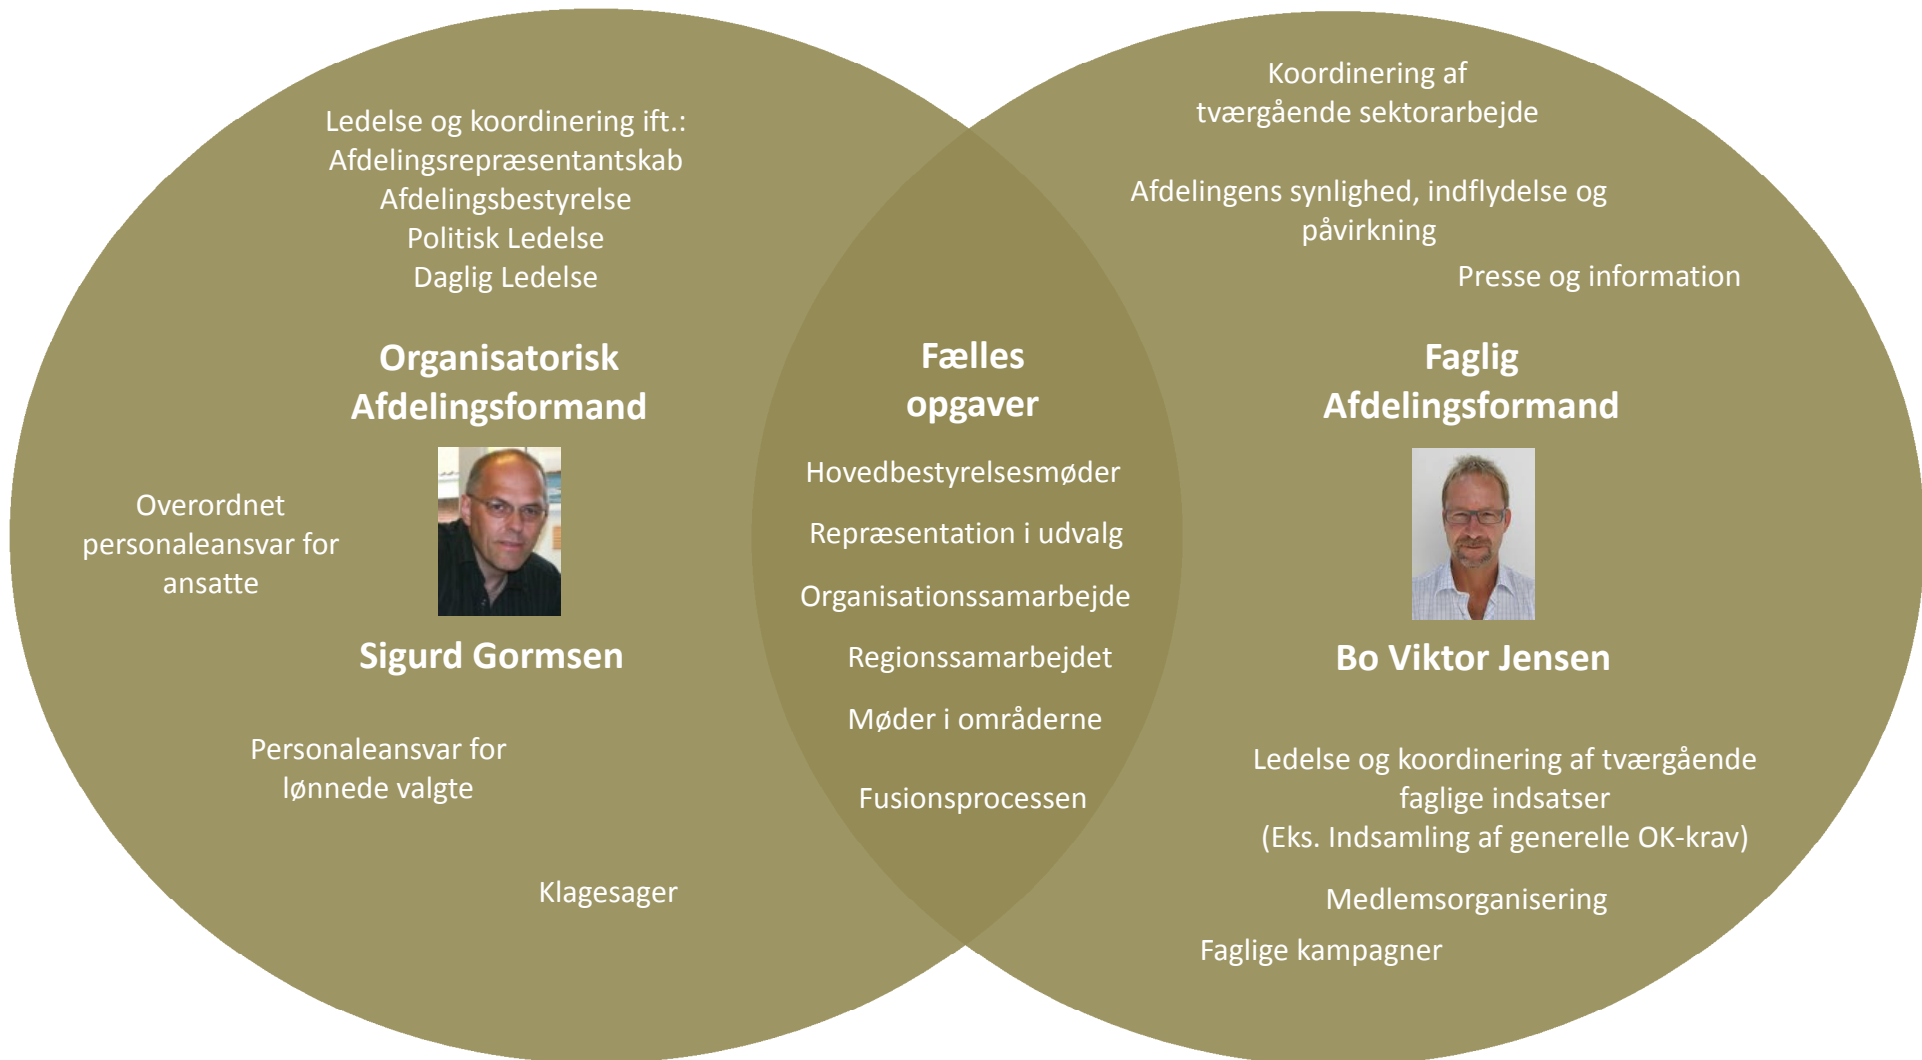 Ledelse og koordinering ift.:
Afdelingsrepræsentantskab
Afdelingsbestyrelse
Politisk Ledelse
Daglig Ledelse
Organisatorisk
Afdelingsformand
Overordnet
personaleansvar for
ansatte
Sigurd Gormsen
Personaleansvar for
lønnede valgte
Klagesager
Fælles
opgaver
Hovedbestyrelsesmøder
Repræsentation i udvalg
Organisationssamarbejde
Regionssamarbejdet
Møder i områderne
Fusionsprocessen
Koordinering af
tværgående sektorarbejde
Afdelingens synlighed, indflydelse og
påvirkning
Presse og information
Faglig
Afdelingsformand
Bo Viktor Jensen
Ledelse og koordinering af tværgående
faglige indsatser
(Eks. Indsamling af generelle OK-krav)
Medlemsorganisering
Faglige kampagner